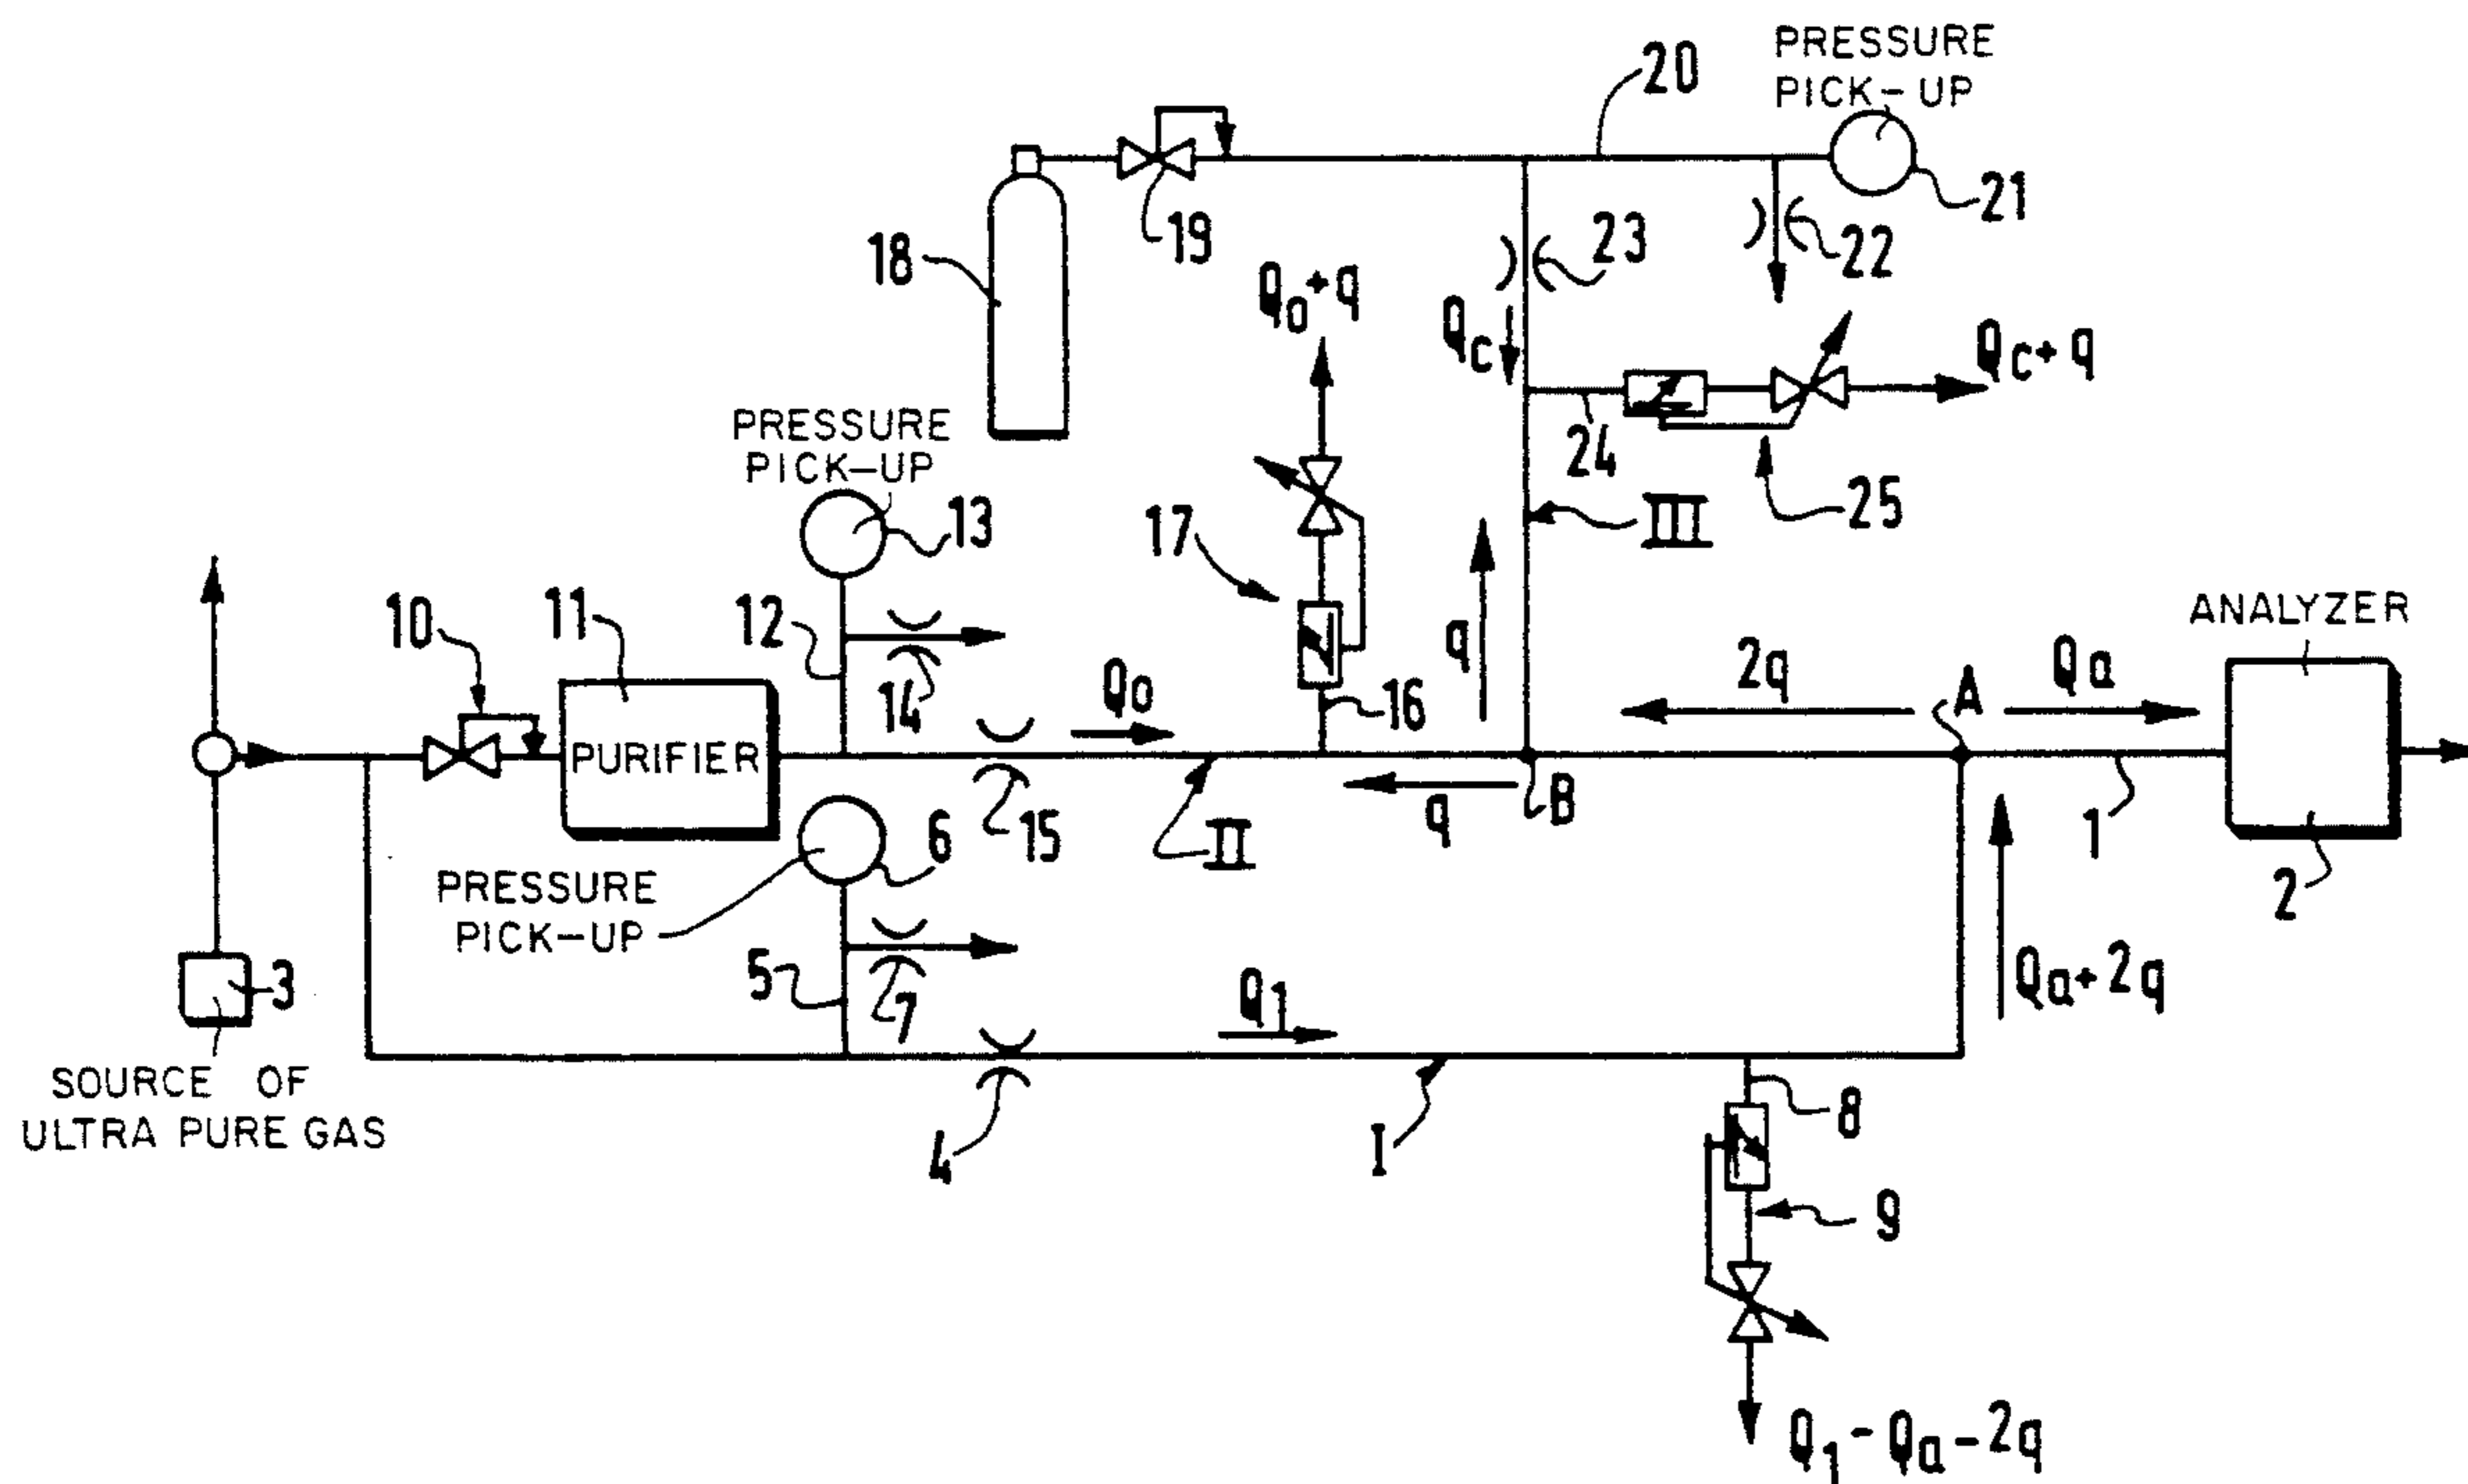 PRESSURE
PICK-UP
20
21
22
19
23
18
Qo+q
Qc
Qc+q
24
25
III
PRESSURE
PICK-UP
13
17
12
14
10
11
PURIFIER
Qo
16
q
2q
A
Qa
ANALYZER
15
II
q
B
1
2
6
PRESSURE
PICK-UP
5
7
3
SOURCE OF
ULTRA PURE GAS
Q1
4
I
Qa+2q
8
9
Q1-Qa-2q